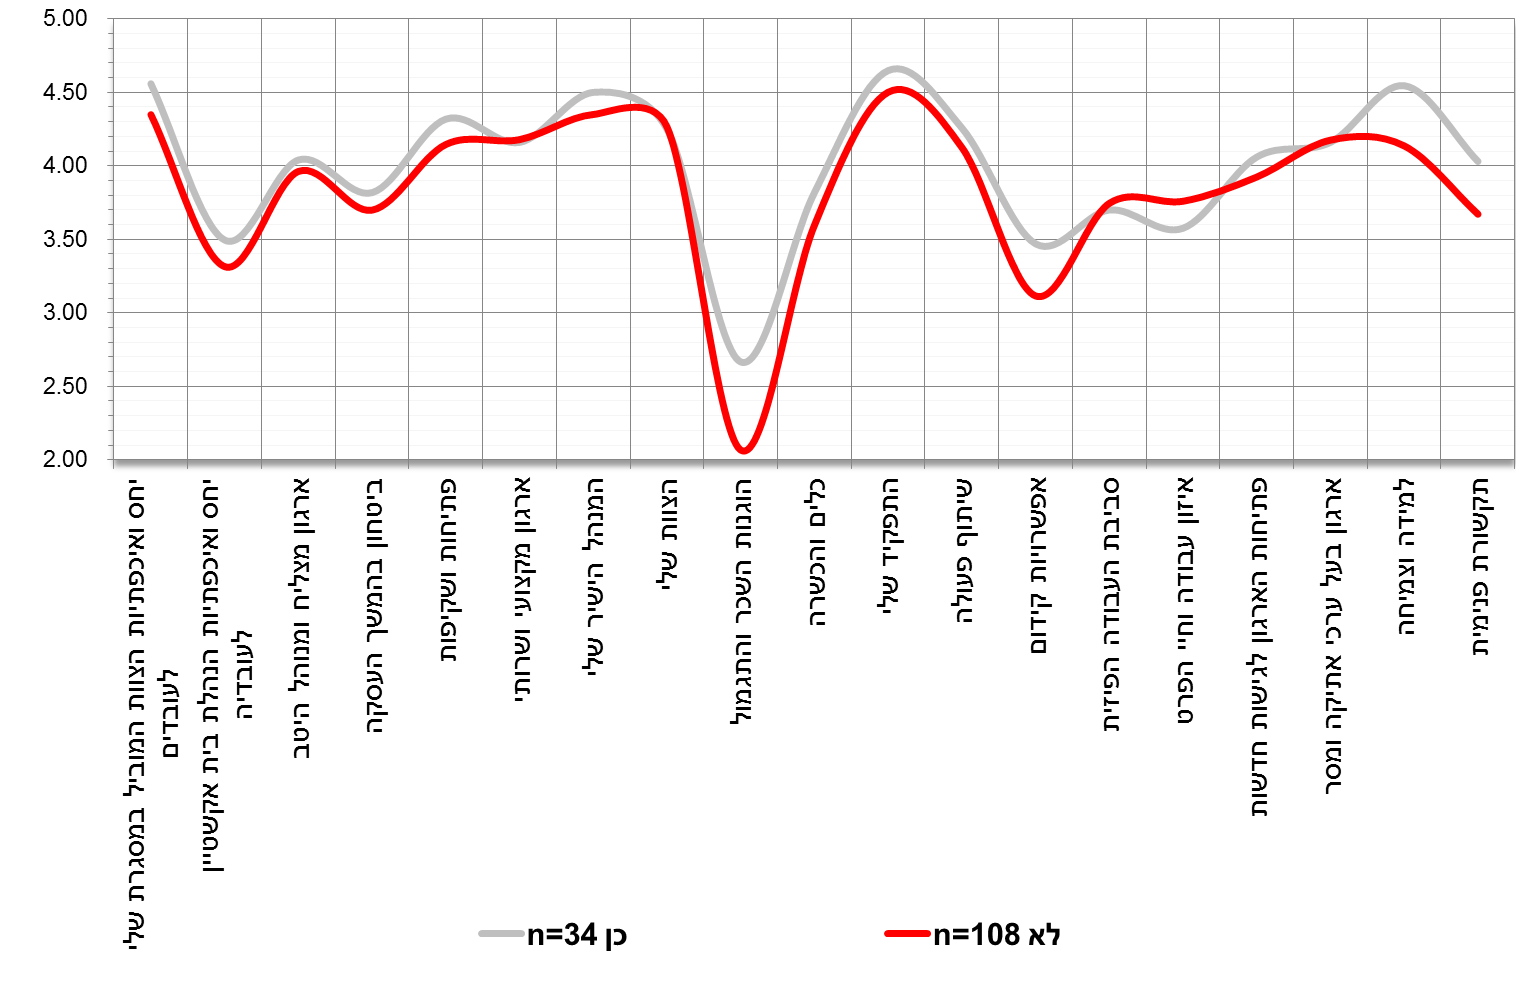 5.00
4.50
4.00
3.50
3.00
2.50
2.00
יחס ואיכפתיות הצוות המוביל במסגרת שלי
לעובדים
יחס ואיכפתיות הנהלת בית אקשטיין
לעובדיה
ארגון מצליח ומנוהל היטב
ביטחון בהמשך העסקה
פתיחות ושקיפות
ארגון מקצועי ושרותי
המנהל הישיר שלי
הצוות שלי
הוגנות השכר והתגמול
כלים והכשרה
התפקיד שלי
שיתוף פעולה
אפשרויות קידום
סביבת העבודה הפיזית
איזון עבודה וחיי הפרט
פתיחות הארגון לגישות חדשות
ארגון בעל ערכי אתיקה ומסר
למידה וצמיחה
תקשורת פנימית
כן n=34
לא n=108